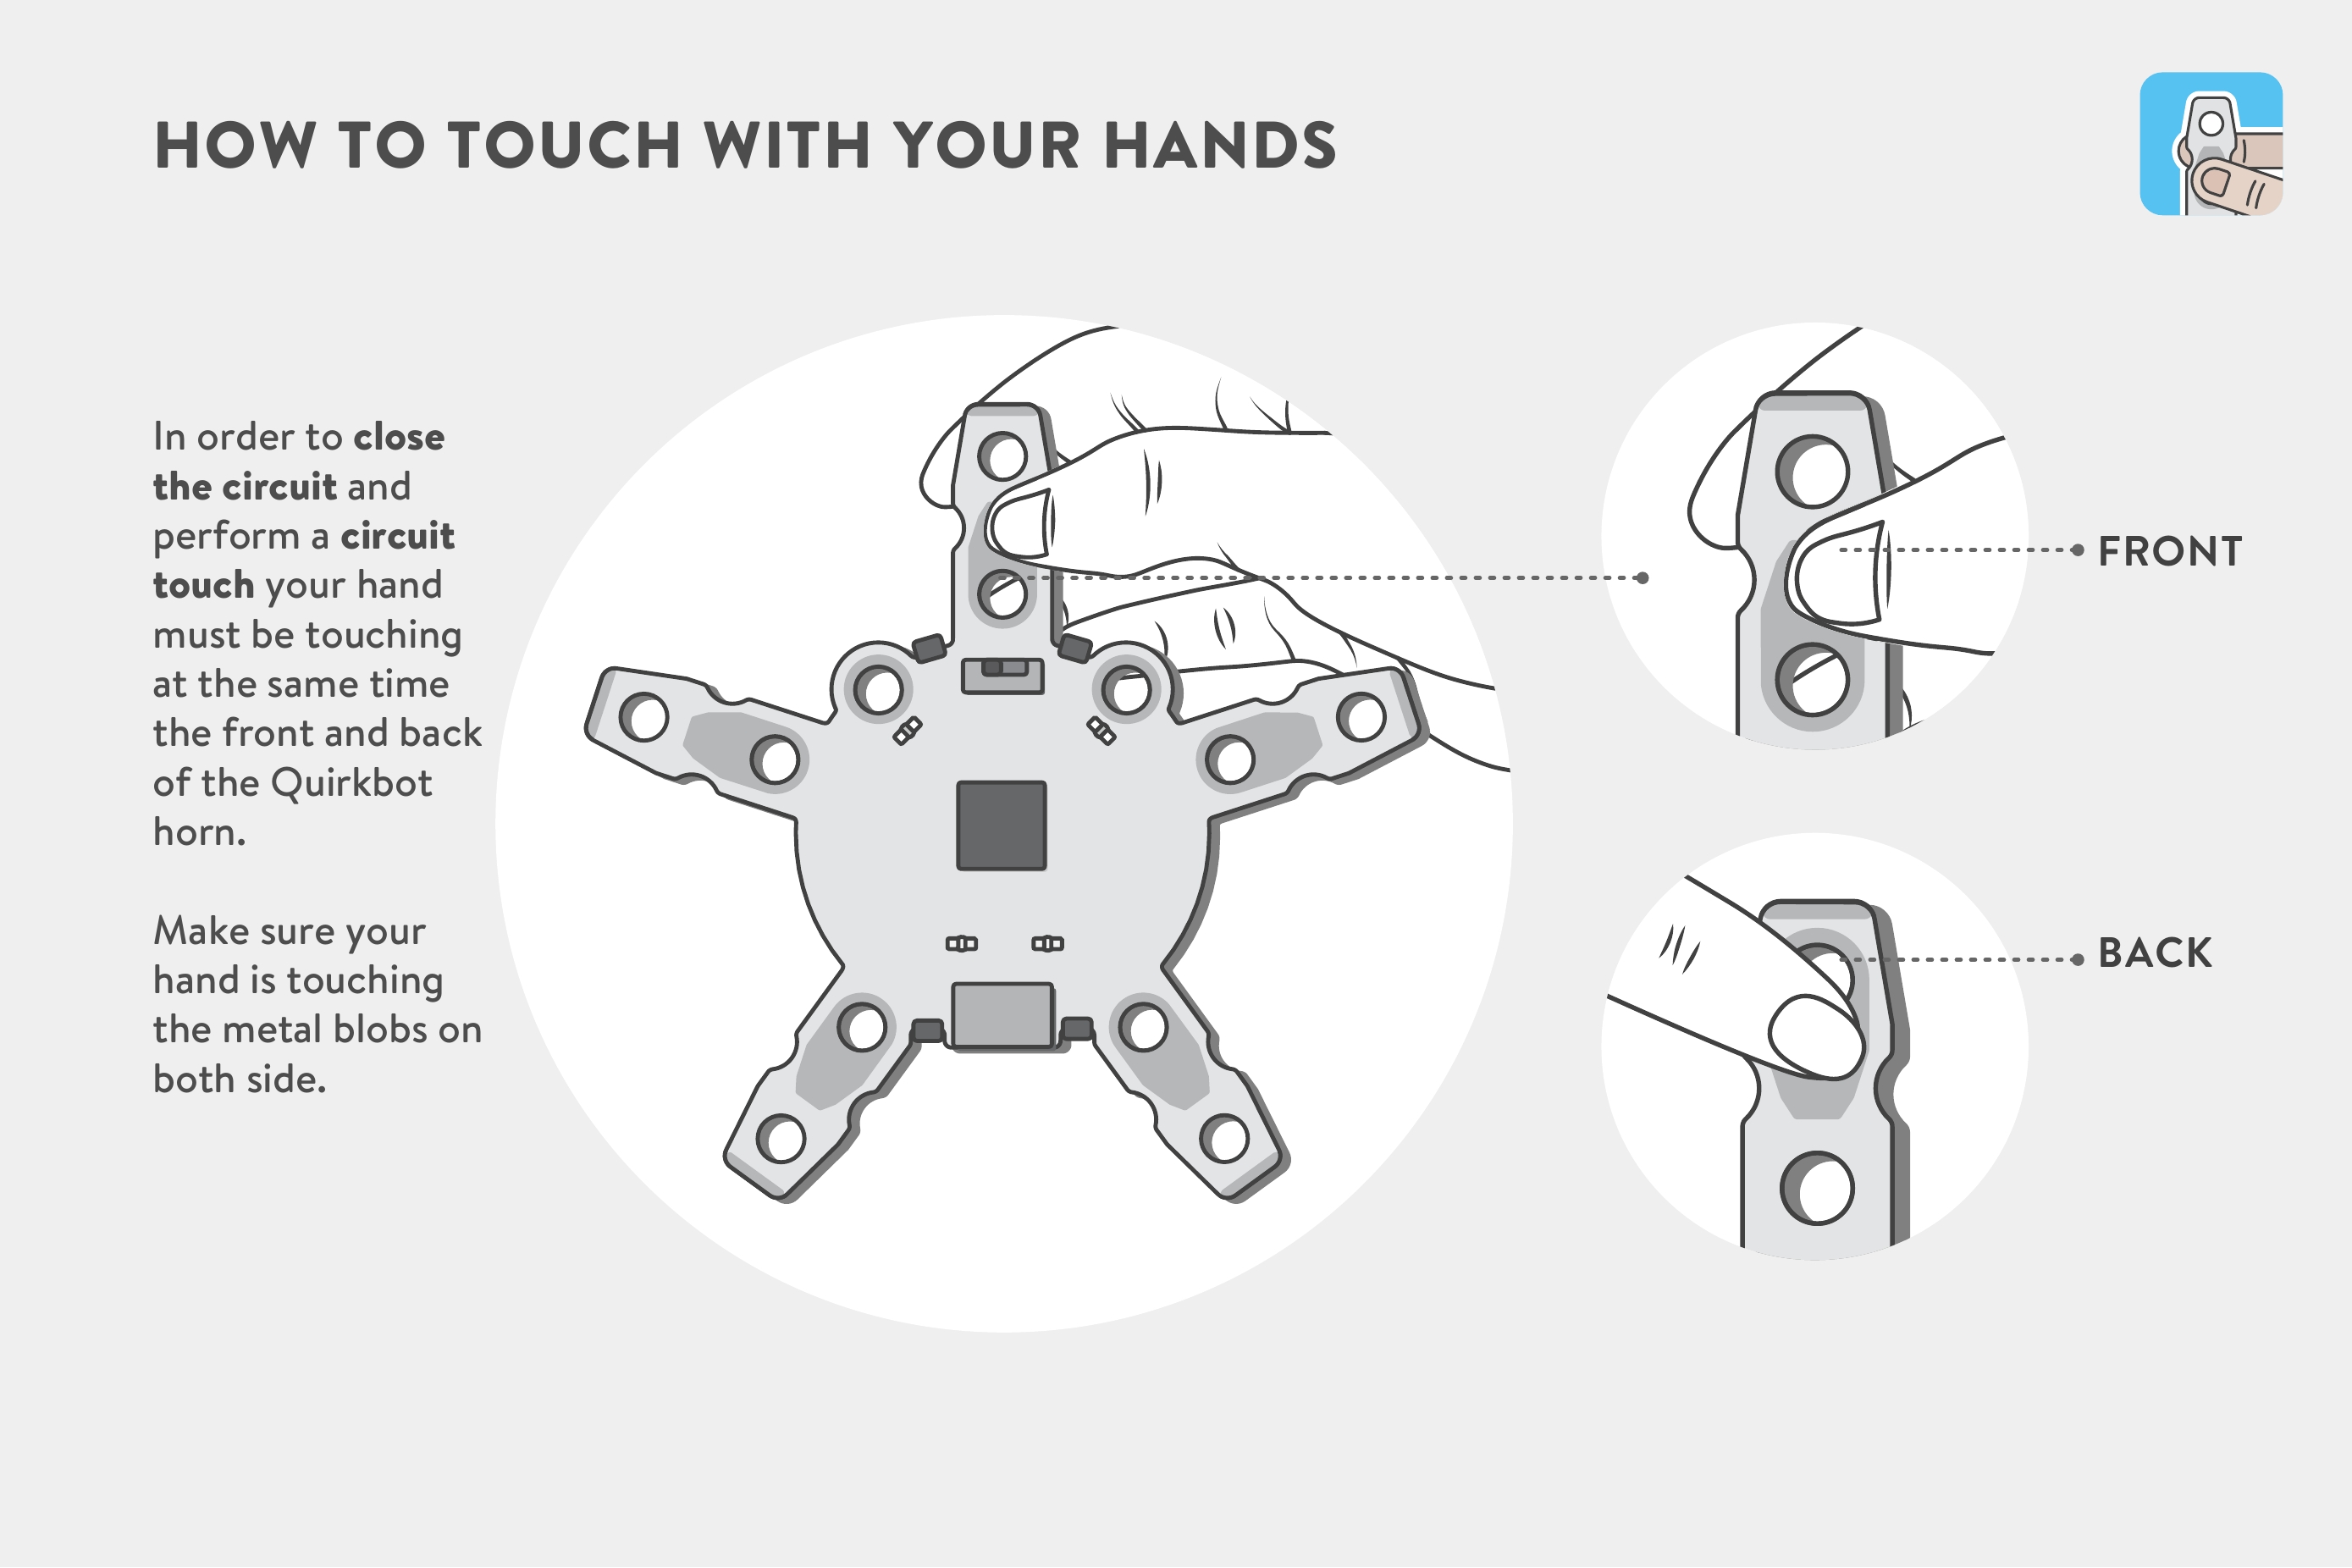 HOW TO TOUCH WITH YOUR HANDS
In order to close
the circuit and
perform a circuit
touch your hand
must be touching
at the same time
the front and back
of the Quirkbot
horn.
Make sure your
hand is touching
the metal blobs on
both side.
FRONT
BACK